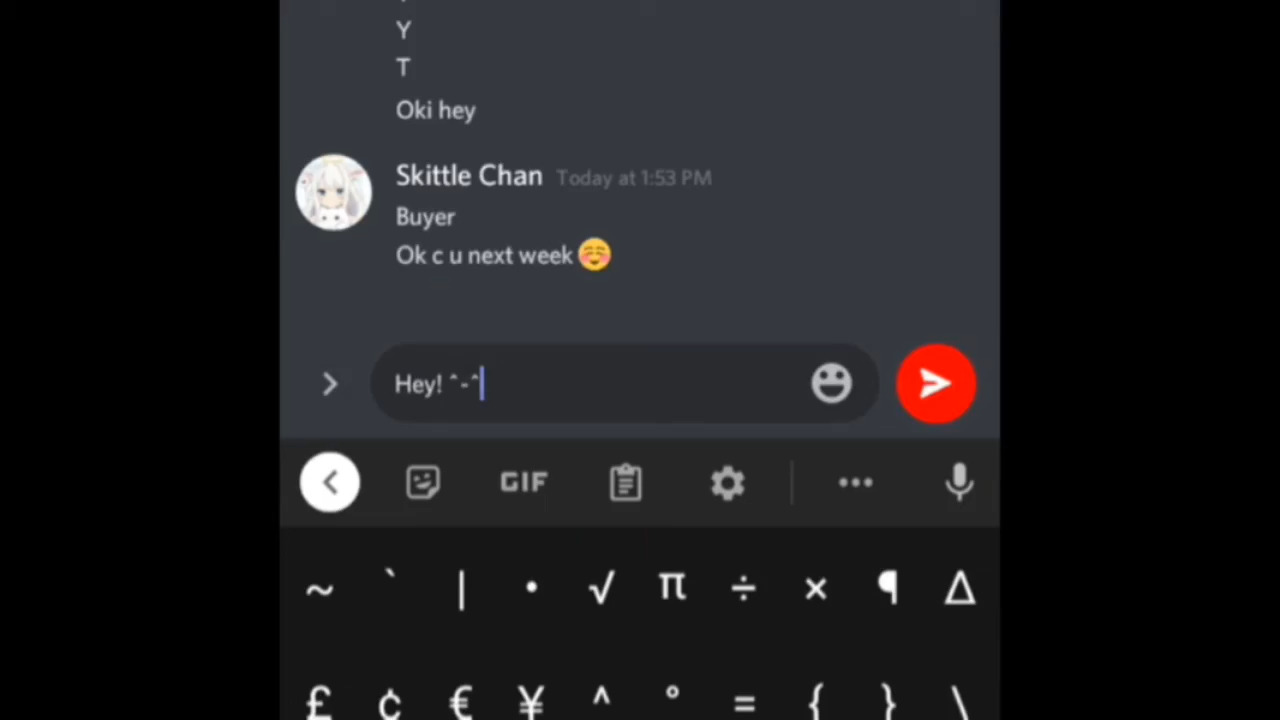 Y
T
Oki hey
Skittle Chan Today at 1:53 PM
Buyer
Ok c u next week ☺️
Hey! ^-^
GIF
~ ` | • √ π ÷ × ¶ Δ
£ ¢ € ¥ ^ ° = { } \